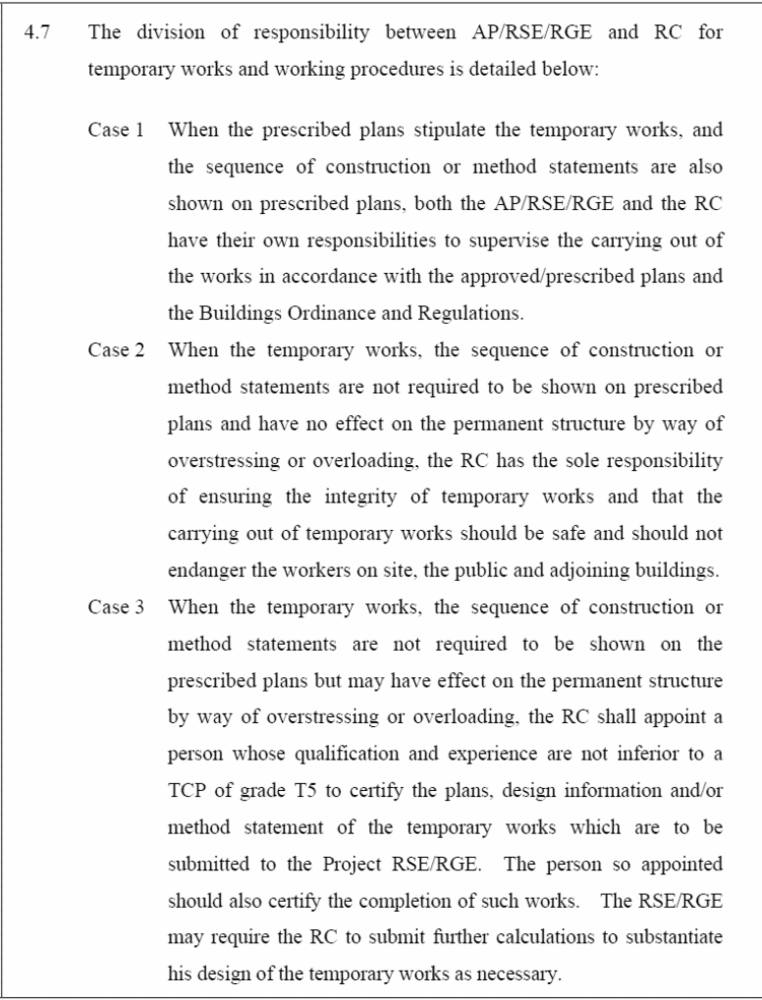 4.7 The division of responsibility between AP/RSE/RGE and RC for
temporary works and working procedures is detailed below:
Case 1 When the prescribed plans stipulate the temporary works, and
the sequence of construction or method statements are also
shown on prescribed plans, both the AP/RSE/RGE and the RC
have their own responsibilities to supervise the carrying out of
the works in accordance with the approved/prescribed plans and
the Buildings Ordinance and Regulations.
Case 2 When the temporary works, the sequence of construction or
method statements are not required to be shown on prescribed
plans and have no effect on the permanent structure by way of
overstressing or overloading, the RC has the sole responsibility
of ensuring the integrity of temporary works and that the
carrying out of temporary works should be safe and should not
endanger the workers on site, the public and adjoining buildings.
Case 3 When the temporary works, the sequence of construction or
method statements are not required to be shown on the
prescribed plans but may have effect on the permanent structure
by way of overstressing or overloading, the RC shall appoint a
person whose qualification and experience are not inferior to a
TCP of grade T5 to certify the plans, design information and/or
method statement of the temporary works which are to be
submitted to the Project RSE/RGE. The person so appointed
should also certify the completion of such works. The RSE/RGE
may require the RC to submit further calculations to substantiate
his design of the temporary works as necessary.